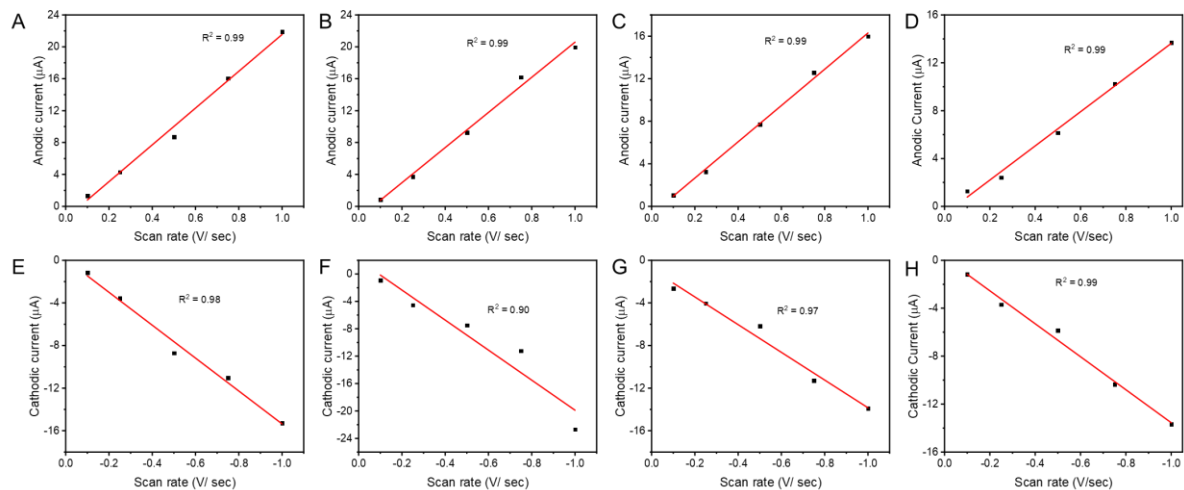 A
24
20
16
12
8
4
0
Anodic current (μA)
R² = 0.99
0.0 0.2 0.4 0.6 0.8 1.0
Scan rate (V/ sec)
B
24
20
16
12
8
4
0
Anodic current (μA)
R² = 0.99
0.0 0.2 0.4 0.6 0.8 1.0
Scan rate (V/ sec)
C
16
12
8
4
0
Anodic current (μA)
R² = 0.99
0.0 0.2 0.4 0.6 0.8 1.0
Scan rate (V/ sec)
D
16
12
8
4
0
Anodic Current (μA)
R² = 0.99
0.0 0.2 0.4 0.6 0.8 1.0
Scan rate (V/sec)
E
0
-4
-8
-12
-16
Cathodic current (μA)
R² = 0.98
0.0 -0.2 -0.4 -0.6 -0.8 -1.0
Scan rate (V/ sec)
F
0
-4
-8
-12
-16
-20
-24
Cathodic current (μA)
R² = 0.90
0.0 -0.2 -0.4 -0.6 -0.8 -1.0
Scan rate (V/ sec)
G
0
-4
-8
-12
-16
Cathodic current (μA)
R² = 0.97
0.0 -0.2 -0.4 -0.6 -0.8 -1.0
Scan rate (V/ sec)
H
0
-4
-8
-12
-16
Cathodic Current (μA)
R² = 0.99
0.0 -0.2 -0.4 -0.6 -0.8 -1.0
Scan rate (V/ sec)